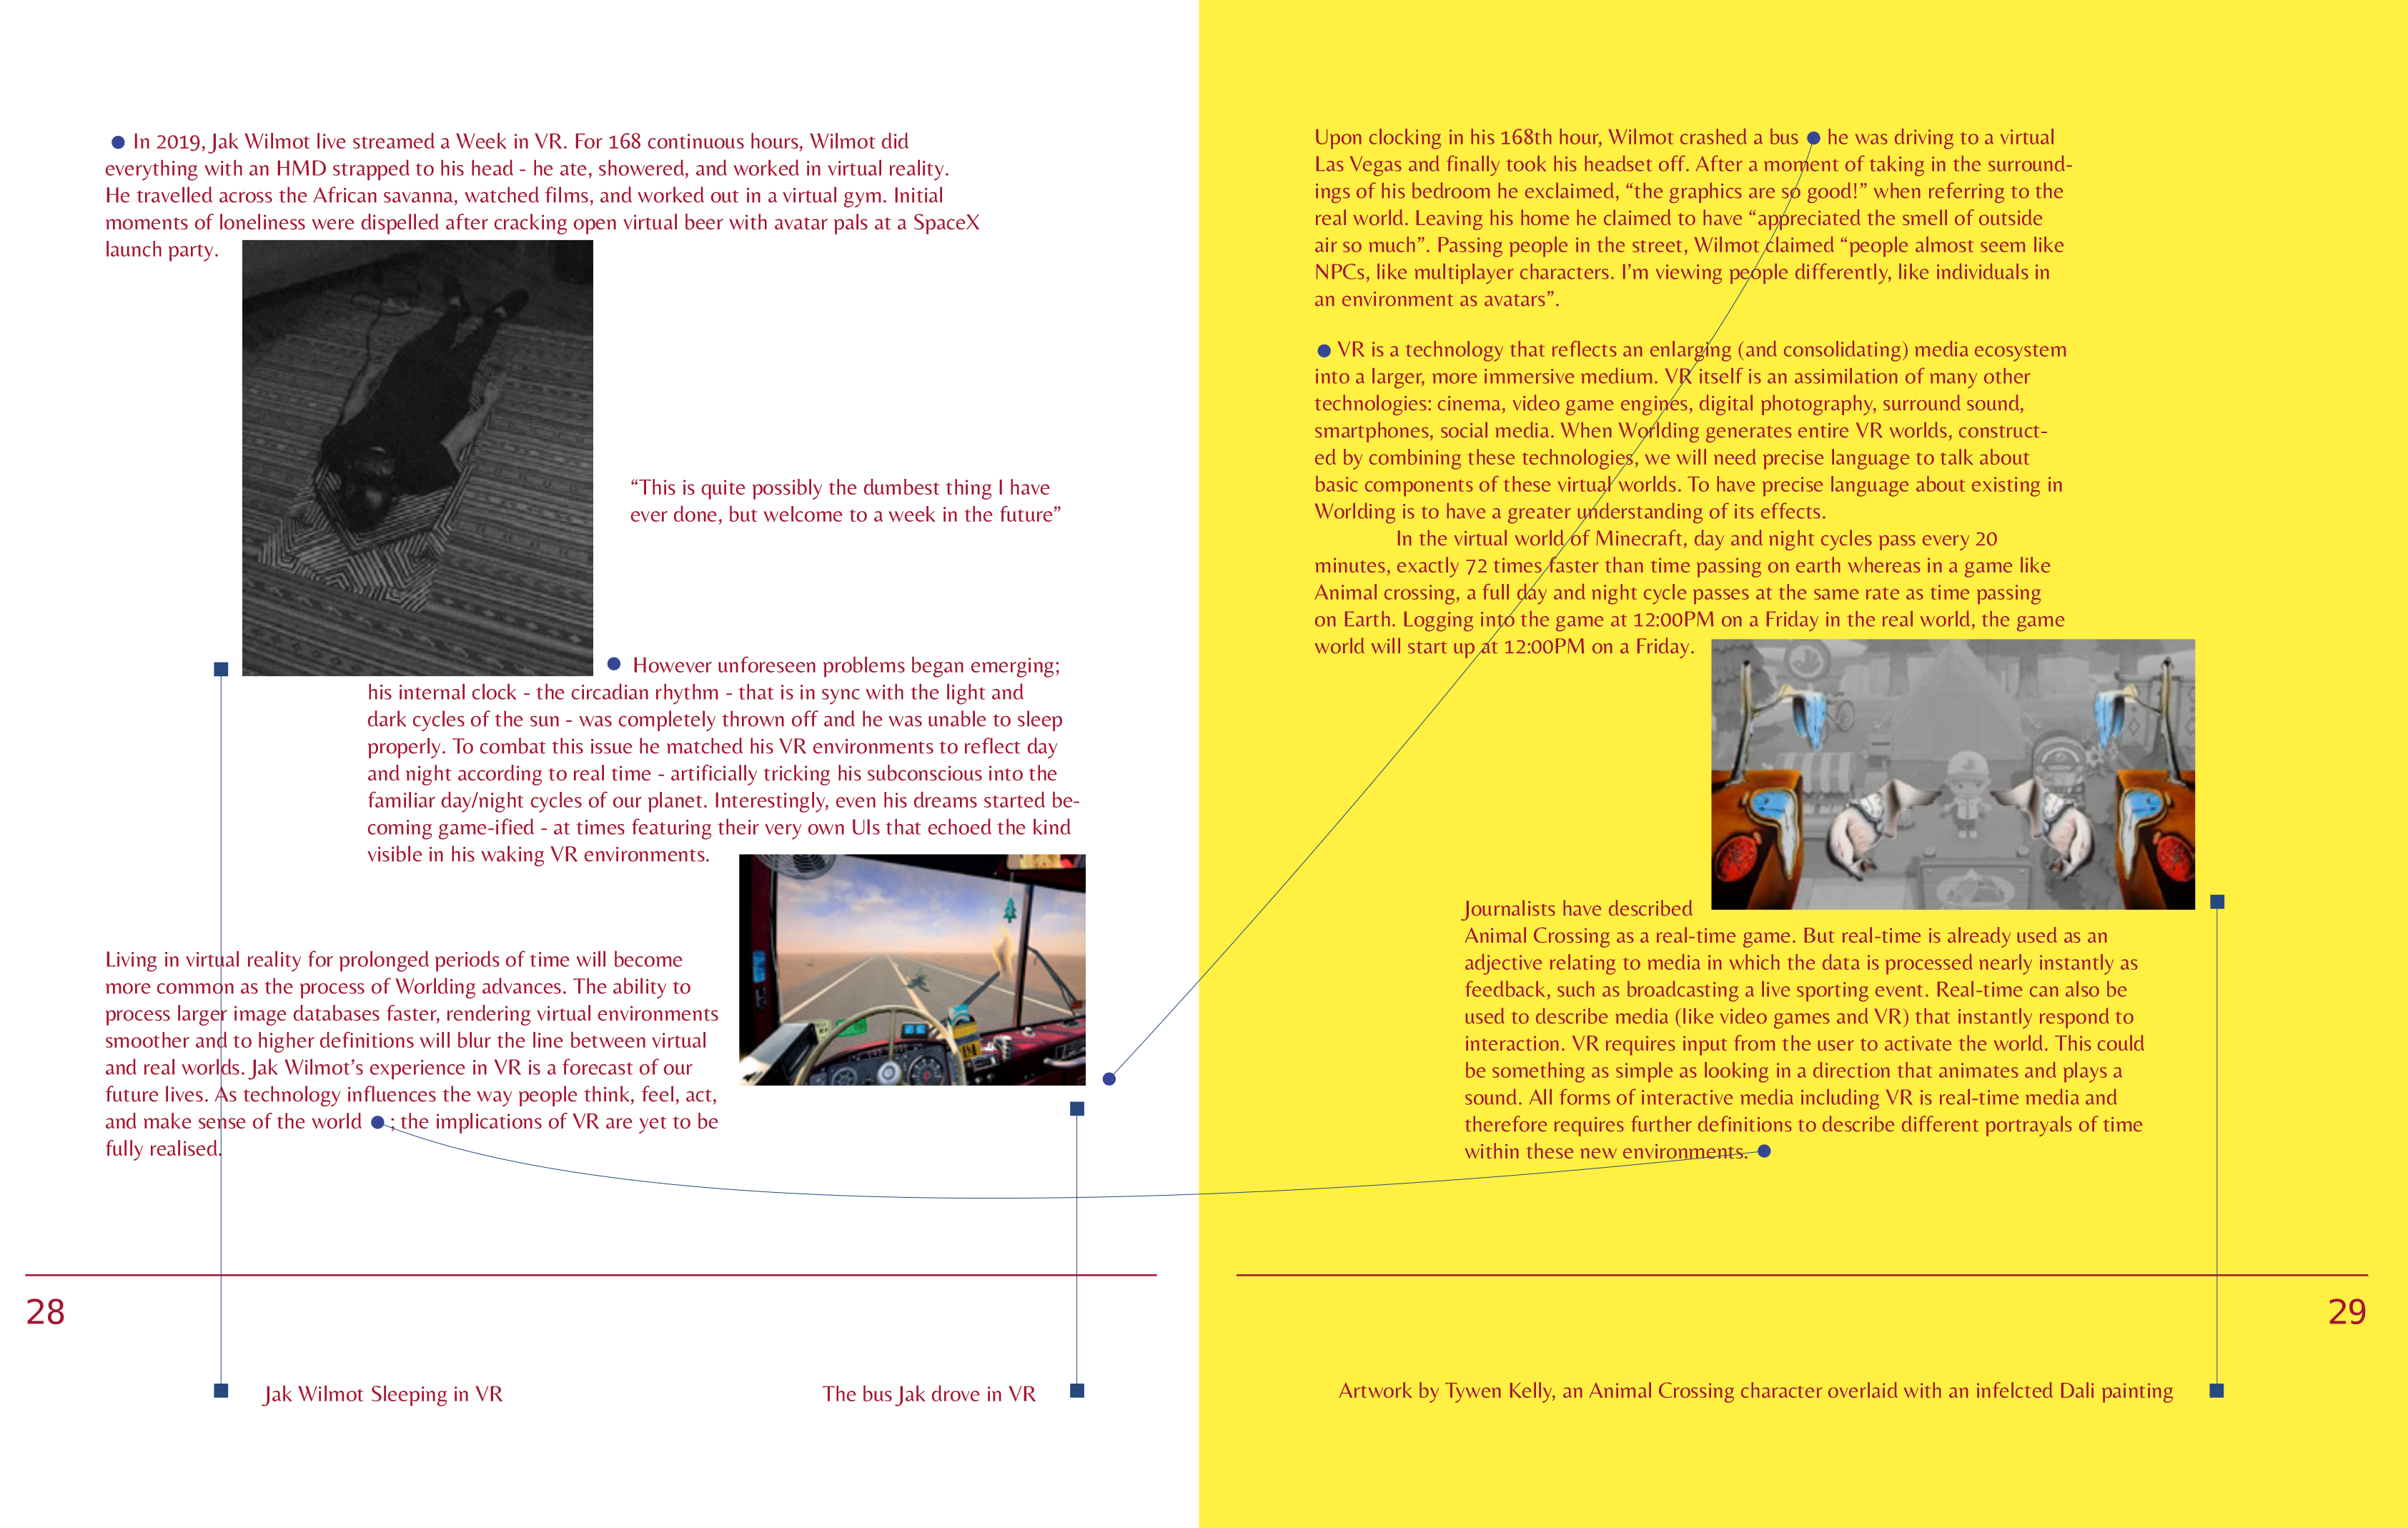 In 2019, Jak Wilmot live streamed a Week in VR. For 168 continuous hours, Wilmot did
everything with an HMD strapped to his head - he ate, showered, and worked in virtual reality.
He travelled across the African savanna, watched films, and worked out in a virtual gym. Initial
moments of loneliness were dispelled after cracking open virtual beer with avatar pals at a SpaceX
launch party.
“This is quite possibly the dumbest thing I have
ever done, but welcome to a week in the future”
However unforeseen problems began emerging;
his internal clock - the circadian rhythm - that is in sync with the light and
dark cycles of the sun - was completely thrown off and he was unable to sleep
properly. To combat this issue he matched his VR environments to reflect day
and night according to real time - artificially tricking his subconscious into the
familiar day/night cycles of our planet. Interestingly, even his dreams started be-
coming game-ified - at times featuring their very own UIs that echoed the kind
visible in his waking VR environments.
Living in virtual reality for prolonged periods of time will become
more common as the process of Worlding advances. The ability to
process larger image databases faster, rendering virtual environments
smoother and to higher definitions will blur the line between virtual
and real worlds. Jak Wilmot’s experience in VR is a forecast of our
future lives. As technology influences the way people think, feel, act,
and make sense of the world ; the implications of VR are yet to be
fully realised.
28
Jak Wilmot Sleeping in VR
The bus Jak drove in VR
Upon clocking in his 168th hour, Wilmot crashed a bus he was driving to a virtual
Las Vegas and finally took his headset off. After a moment of taking in the surround-
ings of his bedroom he exclaimed, “the graphics are so good!” when referring to the
real world. Leaving his home he claimed to have “appreciated the smell of outside
air so much”. Passing people in the street, Wilmot claimed “people almost seem like
NPCs, like multiplayer characters. I’m viewing people differently, like individuals in
an environment as avatars”.
VR is a technology that reflects an enlarging (and consolidating) media ecosystem
into a larger, more immersive medium. VR itself is an assimilation of many other
technologies: cinema, video game engines, digital photography, surround sound,
smartphones, social media. When Worlding generates entire VR worlds, construct-
ed by combining these technologies, we will need precise language to talk about
basic components of these virtual worlds. To have precise language about existing in
Worlding is to have a greater understanding of its effects.
In the virtual world of Minecraft, day and night cycles pass every 20
minutes, exactly 72 times faster than time passing on earth whereas in a game like
Animal crossing, a full day and night cycle passes at the same rate as time passing
on Earth. Logging into the game at 12:00PM on a Friday in the real world, the game
world will start up at 12:00PM on a Friday.
Journalists have described
Animal Crossing as a real-time game. But real-time is already used as an
adjective relating to media in which the data is processed nearly instantly as
feedback, such as broadcasting a live sporting event. Real-time can also be
used to describe media (like video games and VR) that instantly respond to
interaction. VR requires input from the user to activate the world. This could
be something as simple as looking in a direction that animates and plays a
sound. All forms of interactive media including VR is real-time media and
therefore requires further definitions to describe different portrayals of time
within these new environments.
29
Artwork by Tywen Kelly, an Animal Crossing character overlaid with an infelcted Dali painting